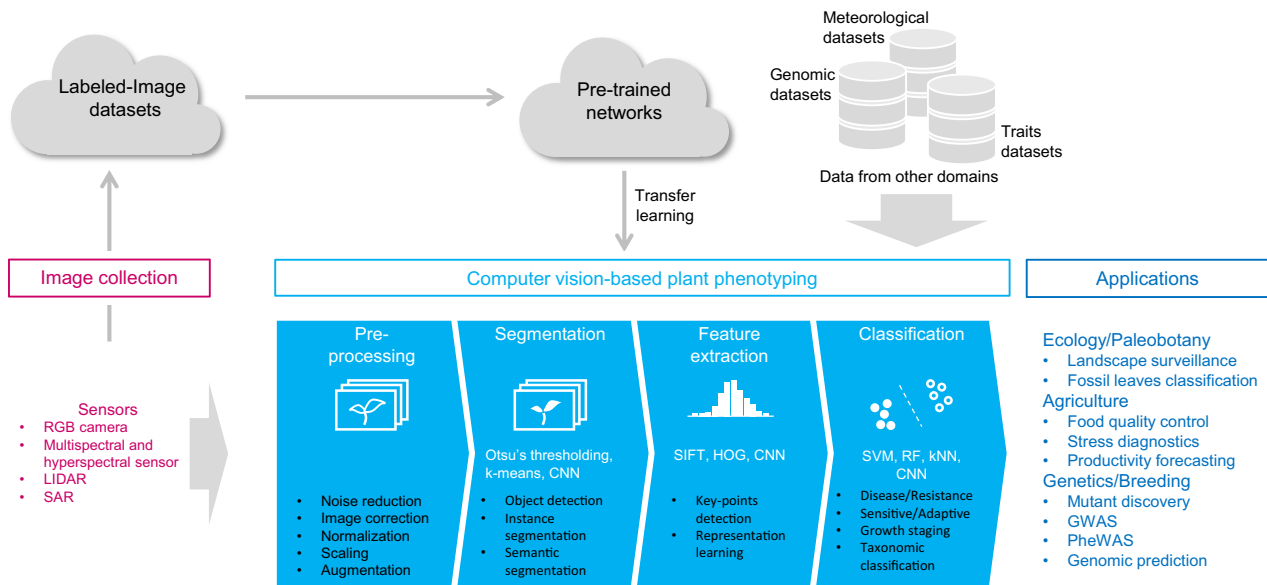 Labeled-Image
datasets
Pre-trained
networks
Meteorological
datasets
Genomic
datasets
Traits
datasets
Data from other domains
Transfer
learning
Image collection
Computer vision-based plant phenotyping
Applications
Sensors
• RGB camera
• Multispectral and
hyperspectral sensor
• LIDAR
• SAR
Pre-
processing
• Noise reduction
• Image correction
• Normalization
• Scaling
• Augmentation
Segmentation
Otsu's thresholding,
k-means, CNN
• Object detection
• Instance
segmentation
• Semantic
segmentation
Feature
extraction
SIFT, HOG, CNN
• Key-points
detection
• Representation
learning
Classification
SVM, RF, kNN,
CNN
• Disease/Resistance
• Sensitive/Adaptive
• Growth staging
• Taxonomic
classification
Ecology/Paleobotany
• Landscape surveillance
• Fossil leaves classification
Agriculture
• Food quality control
• Stress diagnostics
• Productivity forecasting
Genetics/Breeding
• Mutant discovery
• GWAS
• PheWAS
• Genomic prediction